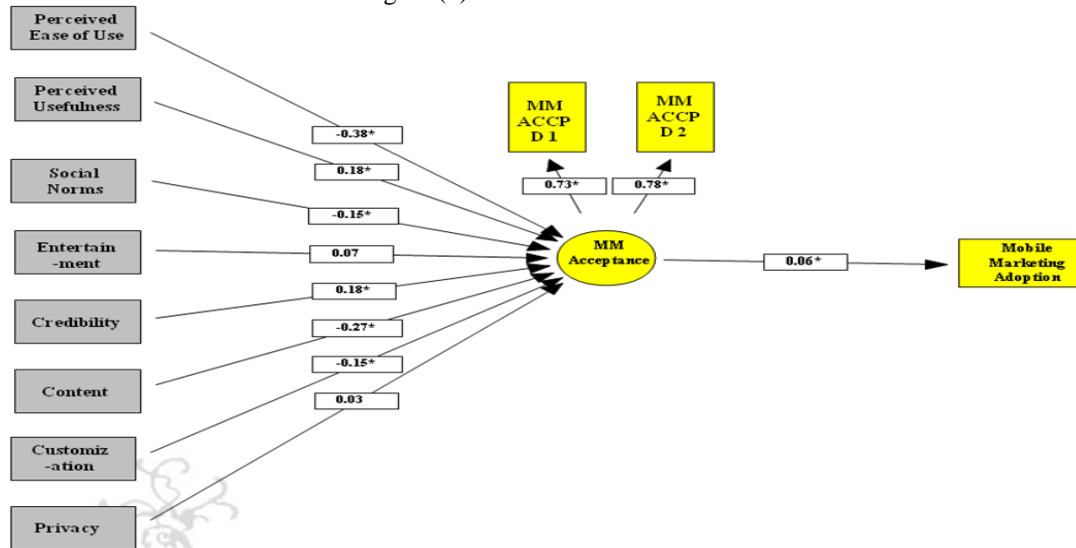 Perceived
Ease of Use
Perceived
Usefulness
Social
Norms
Entertain
-ment
Credibility
Content
Customiz
-ation
Privacy
-0.38*
0.18*
-0.15*
0.07
0.18*
-0.27*
-0.15*
0.03
MM
ACCP
D 1
MM
ACCP
D 2
0.73*
0.78*
MM
Acceptance
0.06*
Mobile
Marketing
Adoption